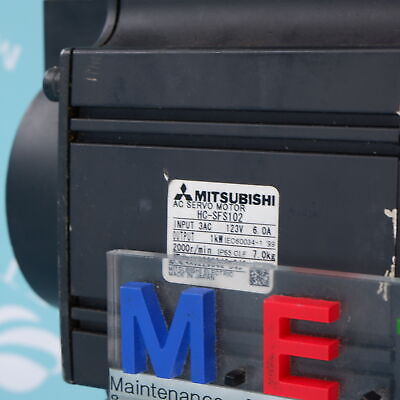 MITSUBISHI
AC SERVO MOTOR
HC-SFS102
INPUT 3AC 123V 6.0A
OUTPUT 1kW IEC60034-1 '99
2000r/min IP65 Cl.F 7.0kg
M.E.
Maintenance